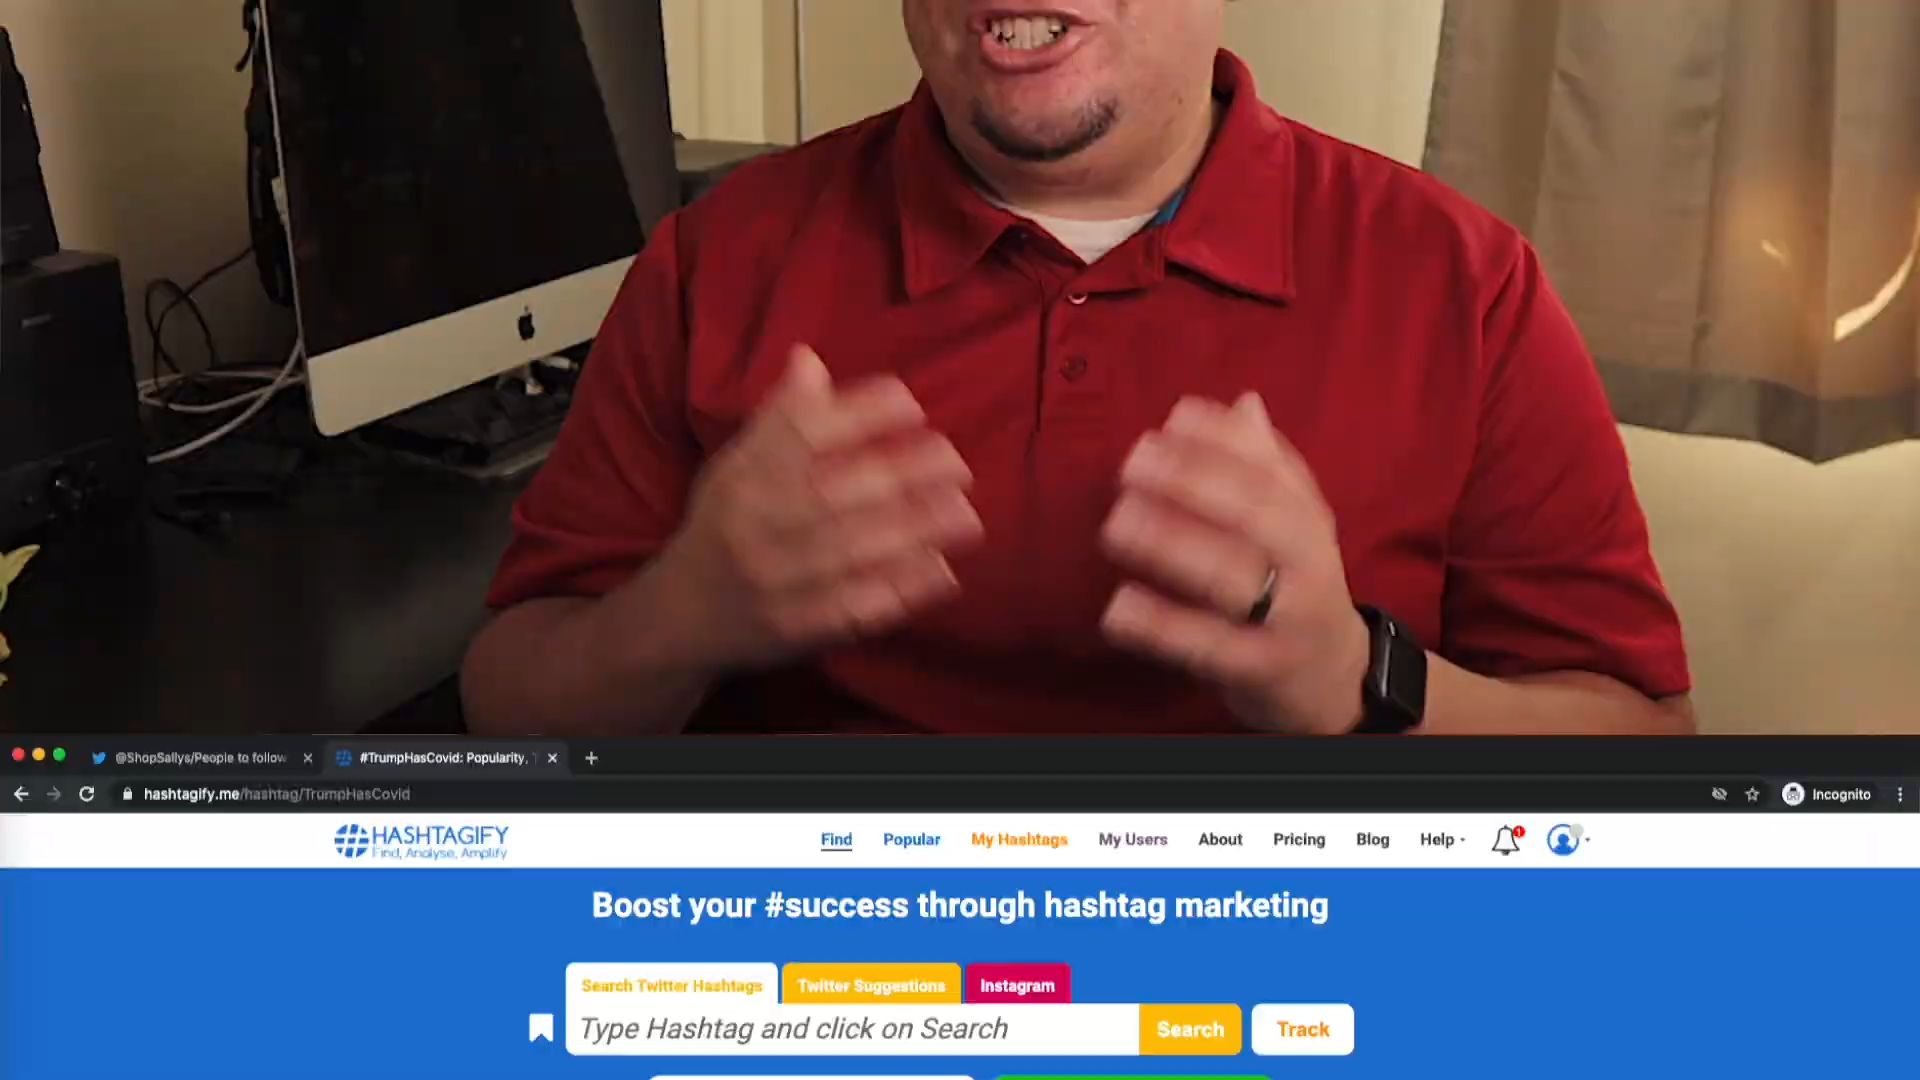 @ShopSallys/People to follow
#TrumpHasCovid: Popularity,
hashtagify.me/hashtag/TrumpHasCovid
Incognito
HASHTAGIFY
Find, Analyse, Amplify
Find
Popular
My Hashtags
My Users
About
Pricing
Blog
Help
1
Boost your #success through hashtag marketing
Search Twitter Hashtags
Twitter Suggestions
Instagram
Type Hashtag and click on Search
Search
Track